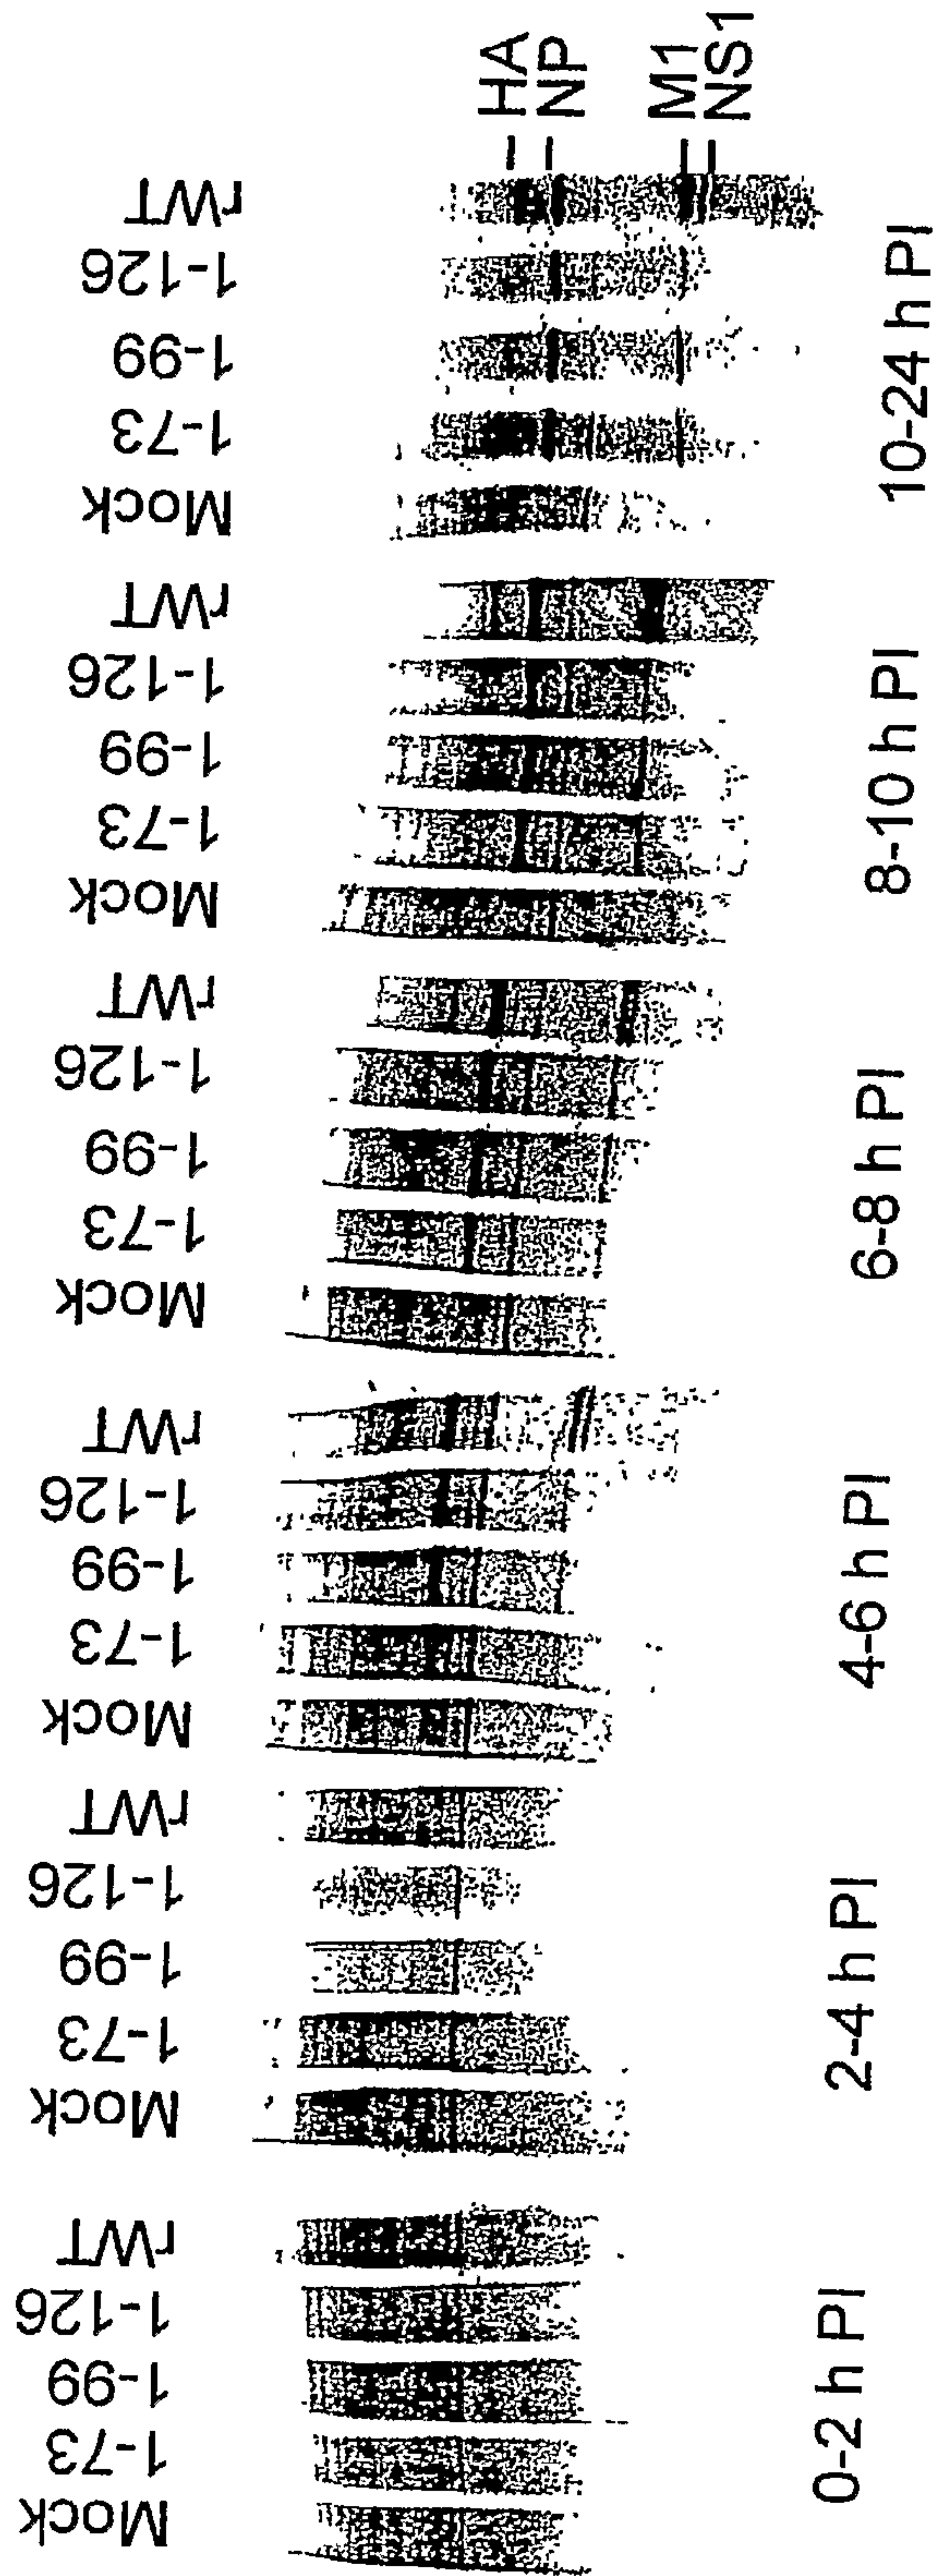 Mock
1-73
1-99
1-126
rWT
Mock
1-73
1-99
1-126
rWT
Mock
1-73
1-99
1-126
rWT
Mock
1-73
1-99
1-126
rWT
Mock
1-73
1-99
1-126
rWT
Mock
1-73
1-99
1-126
rWT
HA
NP
M1
NS1
0-2 h PI
2-4 h PI
4-6 h PI
6-8 h PI
8-10 h PI
10-24 h PI